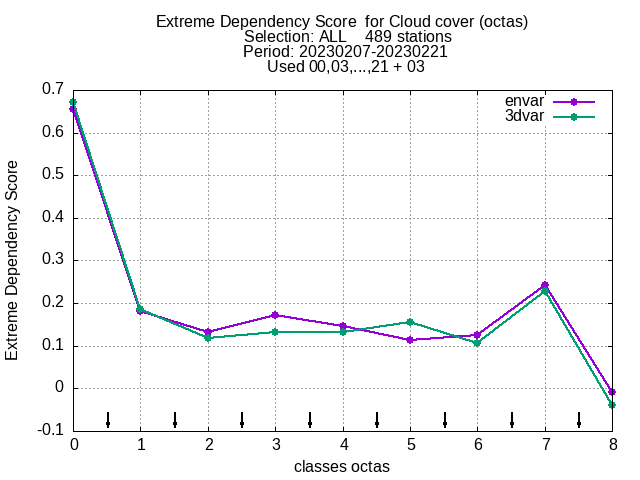 Extreme Dependency Score  for Cloud cover (octas)
Selection: ALL    489 stations
Period: 20230207-20230221
Used 00,03,...,21 + 03
envar
3dvar
0.7
0.6
0.5
0.4
0.3
0.2
0.1
0
-0.1
Extreme Dependency Score
0 1 2 3 4 5 6 7 8
classes octas